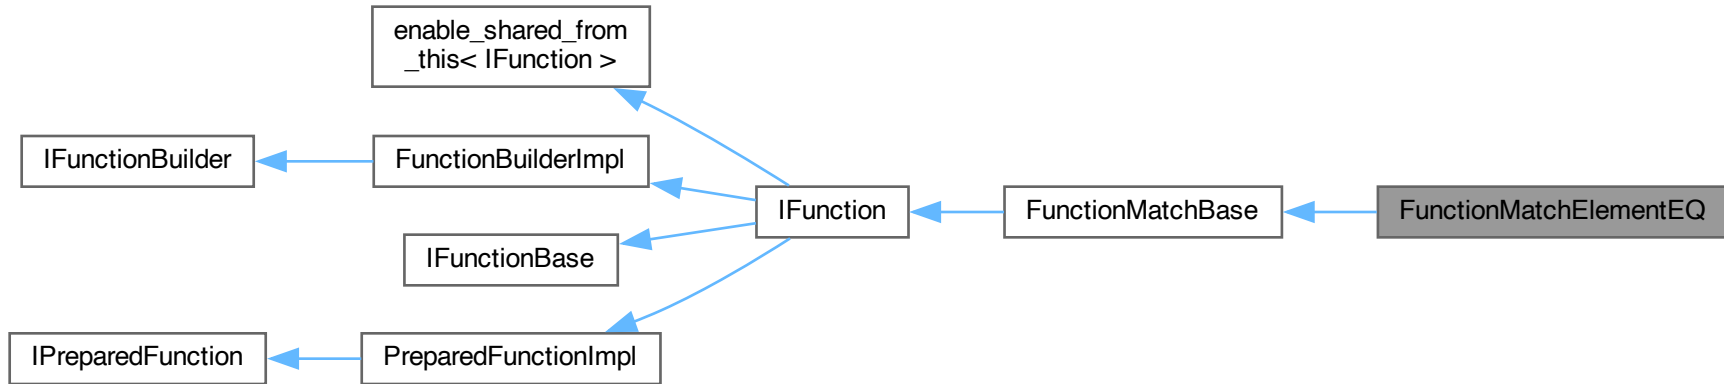 enable_shared_from
_this< IFunction >
IFunctionBuilder
FunctionBuilderImpl
IFunction
FunctionMatchBase
FunctionMatchElementEQ
IFunctionBase
IPreparedFunction
PreparedFunctionImpl